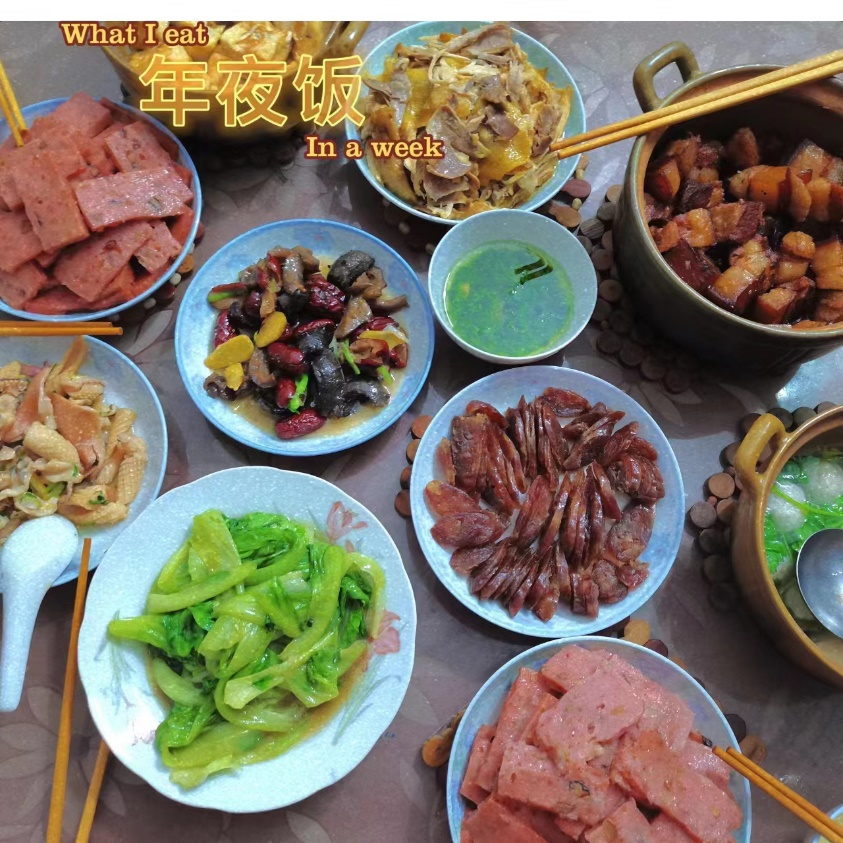 What I eat
年夜饭
In a week